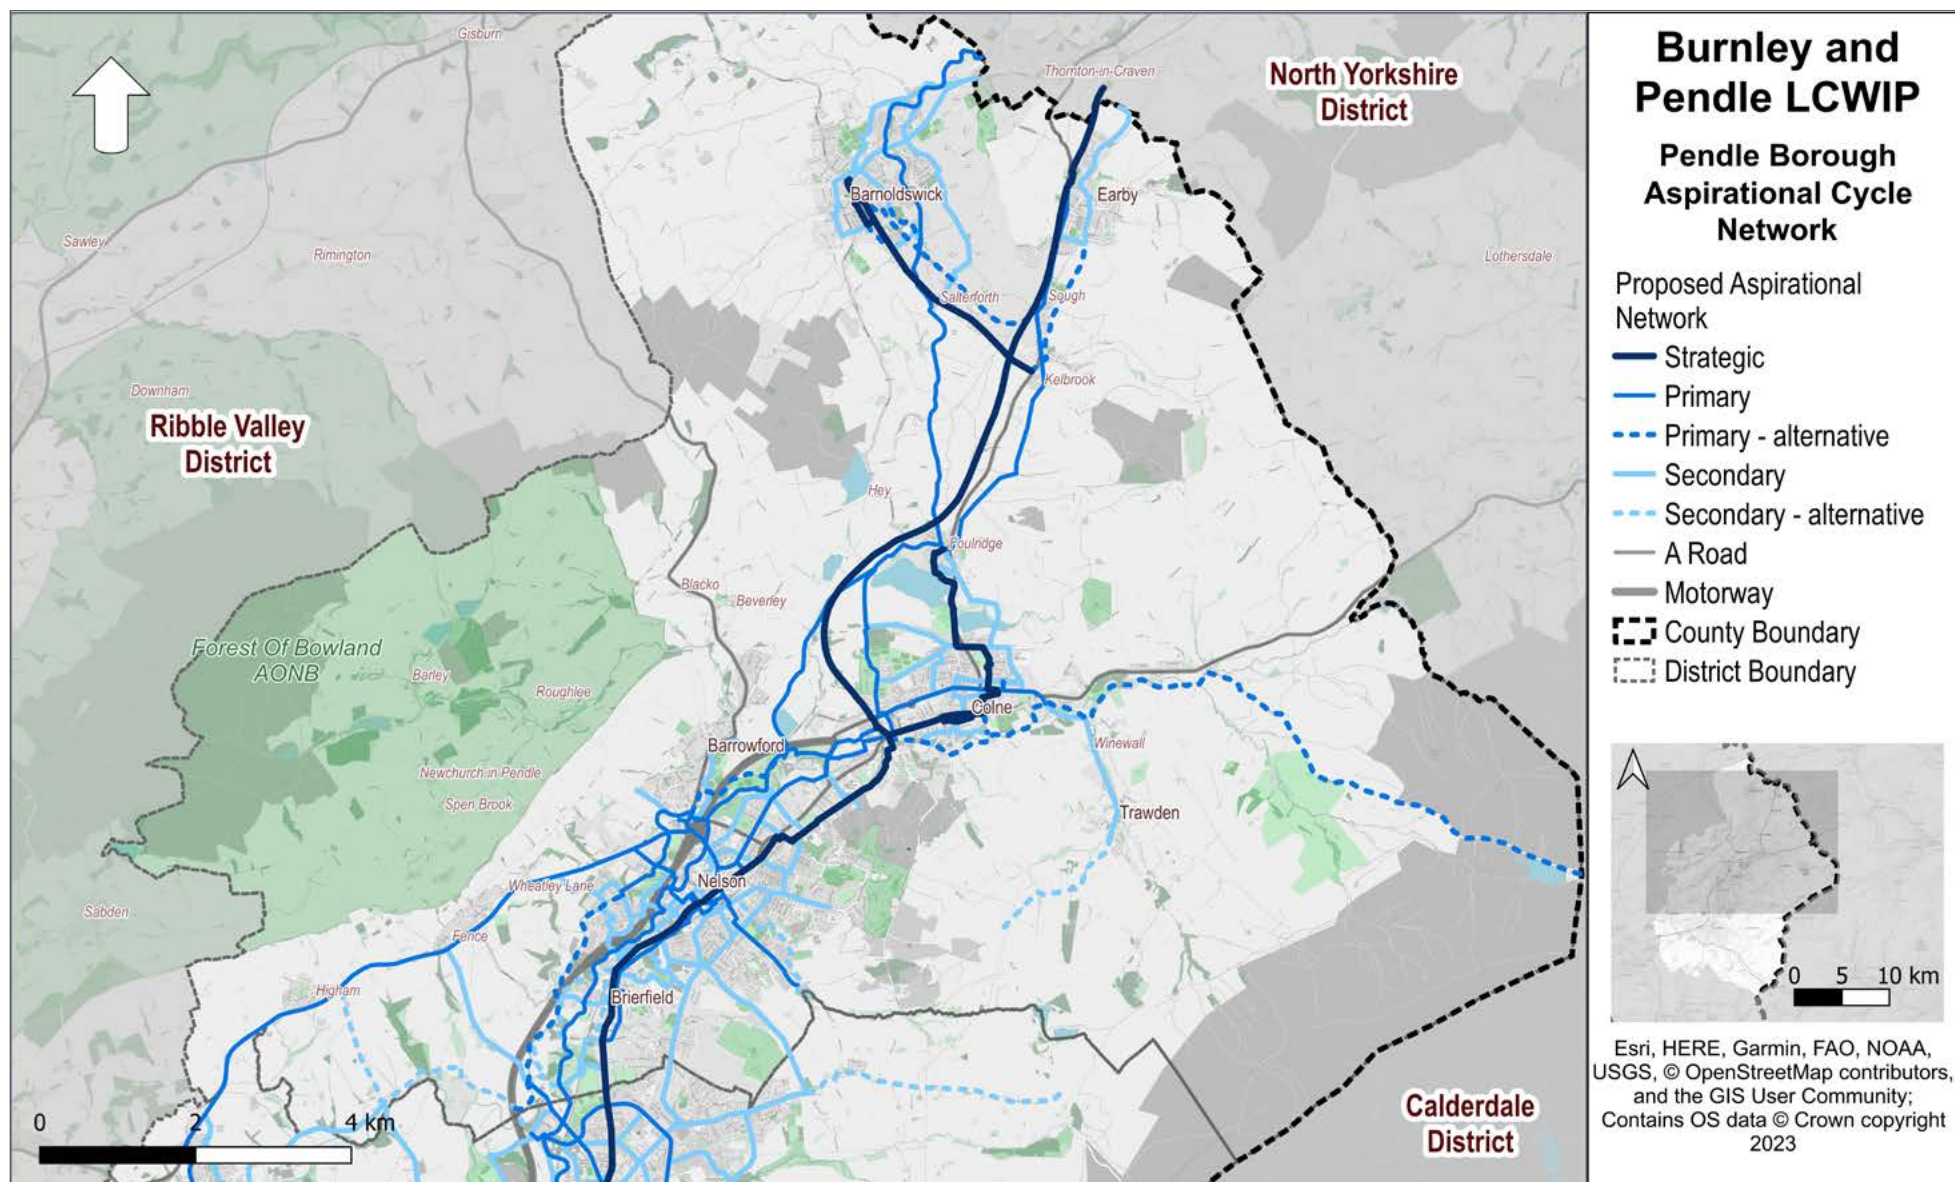 Burnley and
Pendle LCWIP
Pendle Borough
Aspirational Cycle
Network
Proposed Aspirational
Network
Strategic
Primary
Primary - alternative
Secondary
Secondary - alternative
A Road
Motorway
County Boundary
District Boundary
0 5 10 km
Esri, HERE, Garmin, FAO, NOAA,
USGS, © OpenStreetMap contributors,
and the GIS User Community;
Contains OS data © Crown copyright
2023
Gisburn
Thornton-in-Craven
North Yorkshire
District
Barnoldswick
Earby
Sawley
Rimington
Lothersdale
Salterforth
Sough
Kelbrook
Downham
Ribble Valley
District
Hey
Foulridge
Blacko
Beverley
Forest Of Bowland
AONB
Barley
Roughlee
Colne
Barrowford
Winewall
Newchurch in Pendle
Spen Brook
Trawden
Nelson
Wheatley Lane
Sabden
Fence
Higham
Brierfield
Calderdale
District
0 2 4 km